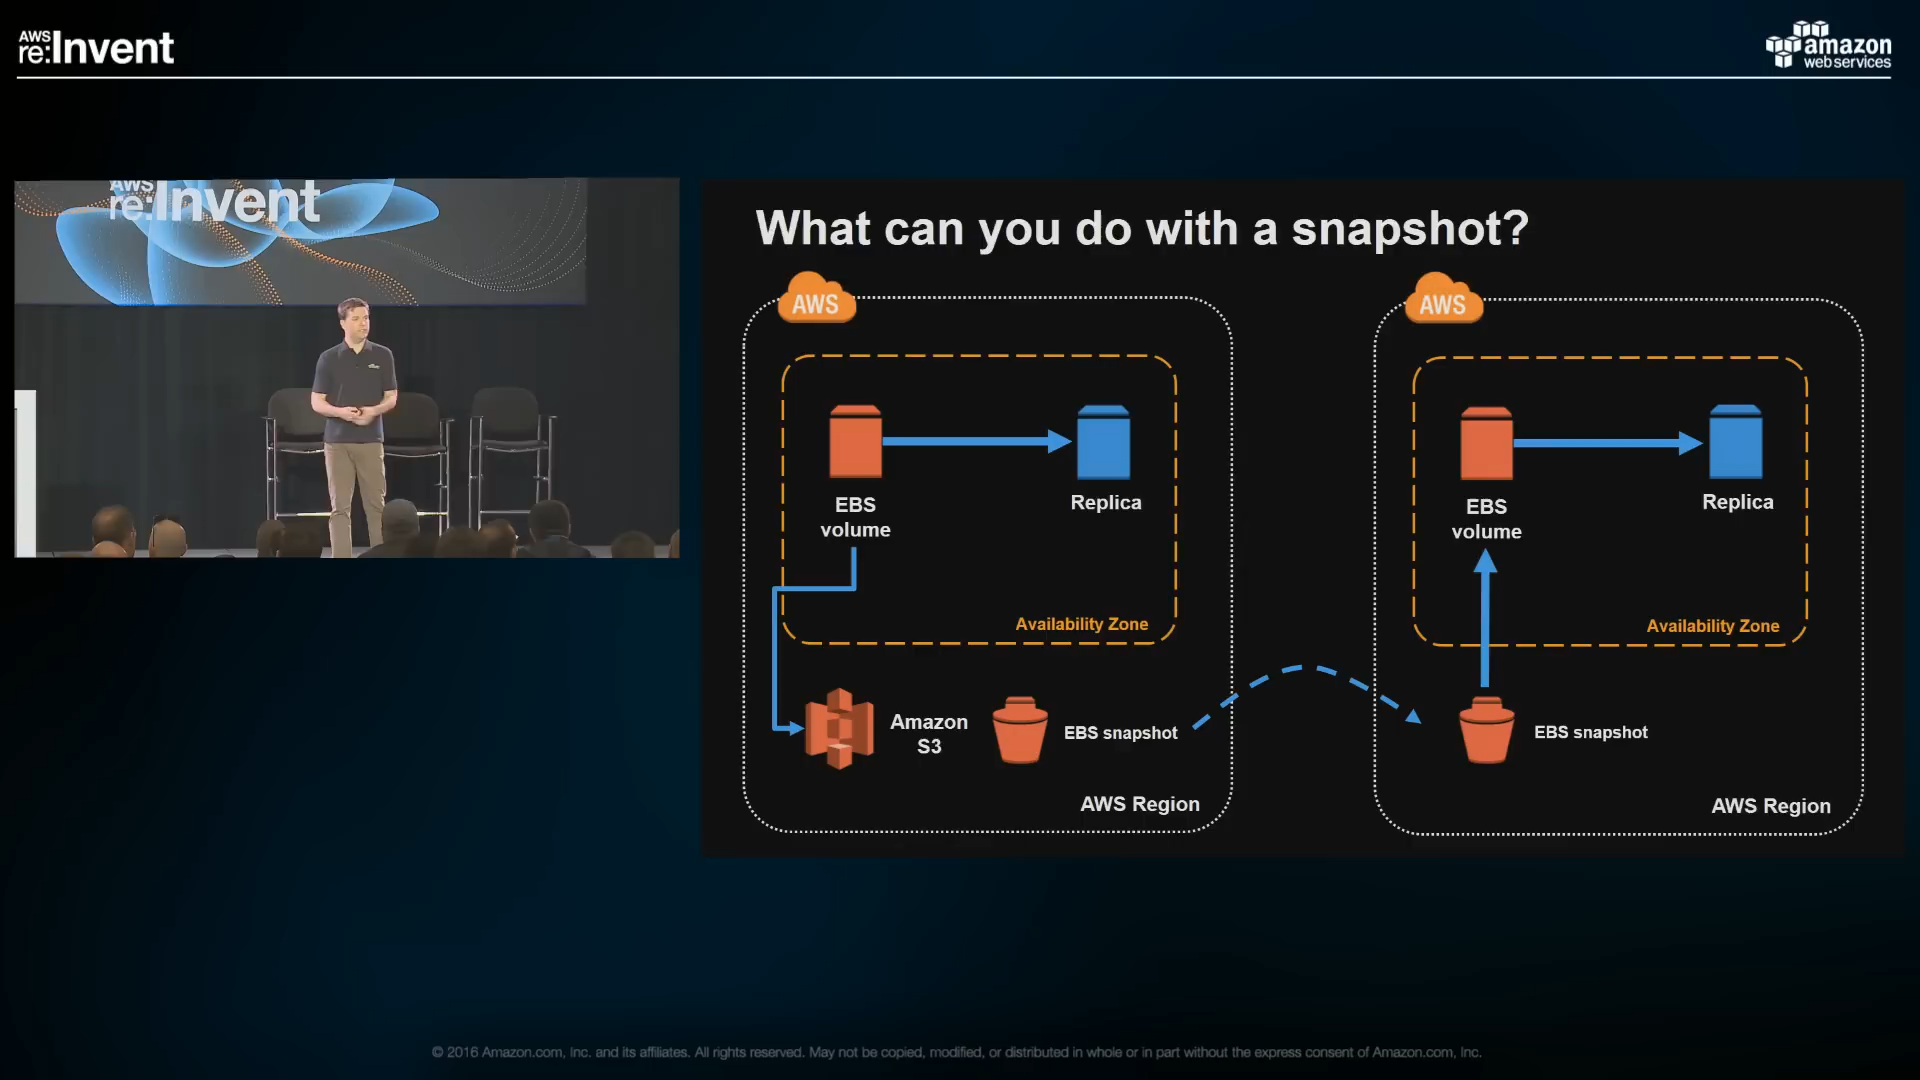 AWS
re:Invent
amazon
web services
AWS
re:Invent
What can you do with a snapshot?
AWS
EBS
volume
Replica
Availability Zone
Amazon
S3
EBS snapshot
AWS Region
AWS
EBS
volume
Replica
Availability Zone
EBS snapshot
AWS Region
© 2016 Amazon.com, Inc. and its affiliates. All rights reserved. May not be copied, modified, or distributed in whole or in part without the express consent of Amazon.com, Inc.